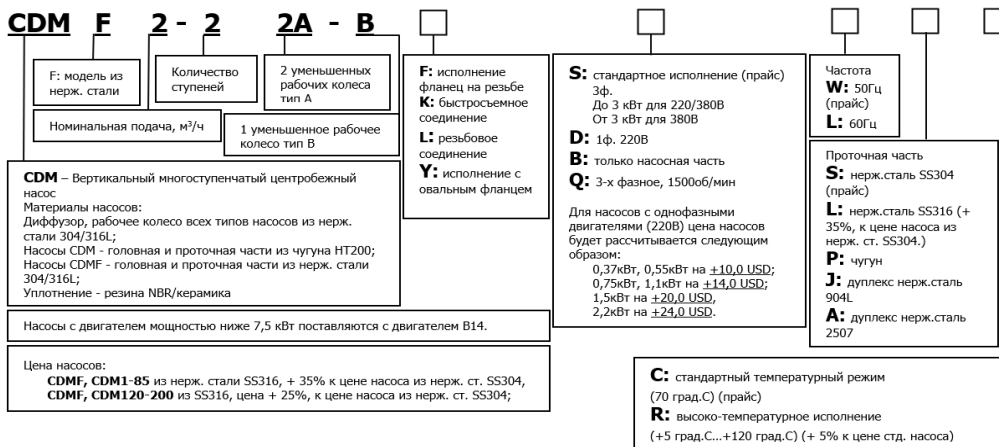 CDM F 2 - 2 2A - B
F: модель из
нерж. стали
Количество
ступеней
2 уменьшенных
рабочих колеса
тип А
Номинальная подача, м³/ч
1 уменьшенное рабочее
колесо тип В
CDM – Вертикальный многоступенчатый центробежный
насос
Материалы насосов:
Диффузор, рабочее колесо всех типов насосов из нерж.
стали 304/316L;
Насосы CDM - головная и проточная части из чугуна HT200;
Насосы CDMF - головная и проточная части из нерж. стали
304/316L;
Уплотнение - резина NBR/керамика
Насосы с двигателем мощностью ниже 7,5 кВт поставляются с двигателем В14.
Цена насосов:
CDMF, CDM1-85 из нерж. стали SS316, + 35% к цене насоса из нерж. ст. SS304,
CDMF, CDM120-200 из SS316, цена + 25%, к цене насоса из нерж. ст. SS304;
F: исполнение
фланец на резьбе
K: быстросъемное
соединение
L: резьбовое
соединение
Y: исполнение с
овальным фланцем
S: стандартное исполнение (прайс)
3ф.
До 3 кВт для 220/380В
От 3 кВт для 380В
D: 1ф. 220В
B: только насосная часть
Q: 3-х фазное, 1500об/мин
Для насосов с однофазными
двигателями (220В) цена насосов
будет рассчитывается следующим
образом:
0,37кВт, 0,55кВт на +10,0 USD;
0,75кВт, 1,1кВт на +14,0 USD;
1,5кВт на +20,0 USD,
2,2кВт на +24,0 USD.
Частота
W: 50Гц
(прайс)
L: 60Гц
Проточная часть
S: нерж.сталь SS304
(прайс)
L: нерж.сталь SS316 (+
35%, к цене насоса из
нерж. ст. SS304.)
P: чугун
J: дуплекс нерж.сталь
904L
A: дуплекс нерж.сталь
2507
C: стандартный температурный режим
(70 град.С) (прайс)
R: высоко-температурное исполнение
(+5 град.С...+120 град.С) (+ 5% к цене стд. насоса)